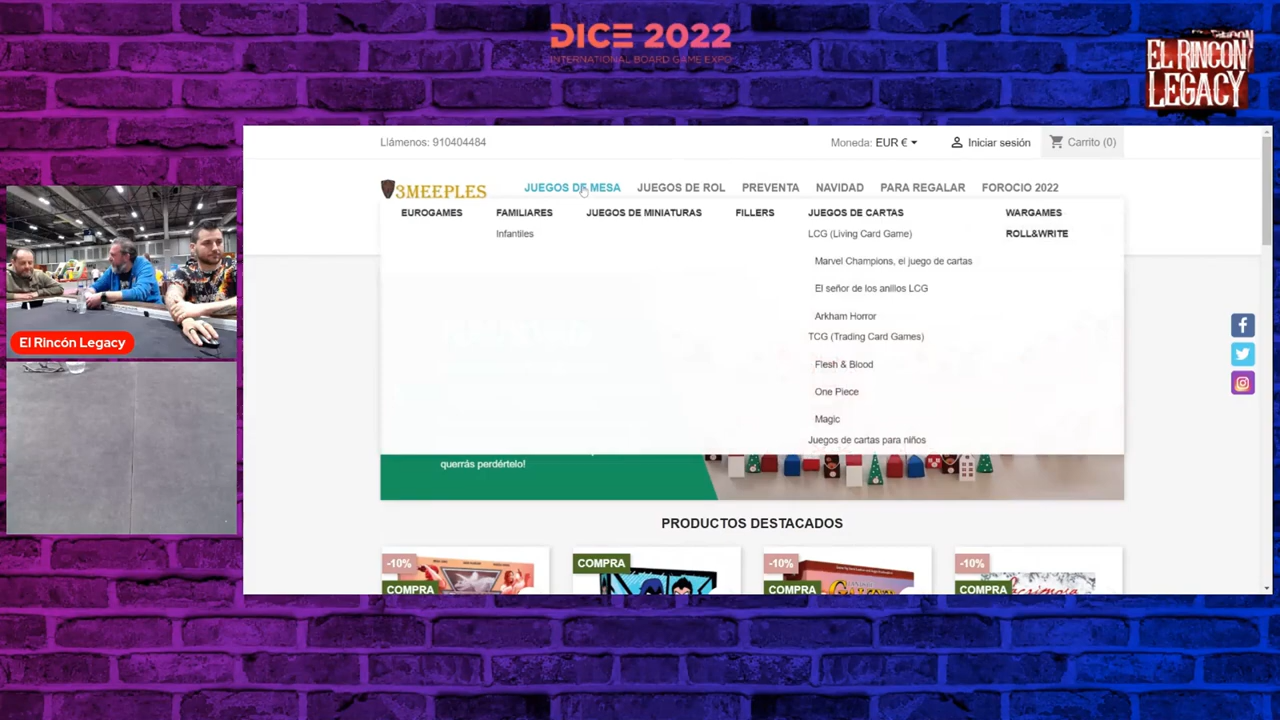 DICE 2022
INTERNATIONAL BOARD GAME EXPO
EL RINCÓN
LEGACY
Llámenos: 910404484
Moneda: EUR €
Iniciar sesión
Carrito (0)
3MEEPLES
JUEGOS DE MESA
JUEGOS DE ROL
PREVENTA
NAVIDAD
PARA REGALAR
FOROCIO 2022
EUROGAMES
FAMILIARES
Infantiles
JUEGOS DE MINIATURAS
FILLERS
JUEGOS DE CARTAS
LCG (Living Card Game)
Marvel Champions, el juego de cartas
El señor de los anillos LCG
Arkham Horror
TCG (Trading Card Games)
Flesh & Blood
One Piece
Magic
Juegos de cartas para niños
WARGAMES
ROLL&WRITE
El Rincón Legacy
querrás perdértelo!
PRODUCTOS DESTACADOS
-10%
COMPRA
COMPRA
-10%
COMPRA
-10%
COMPRA